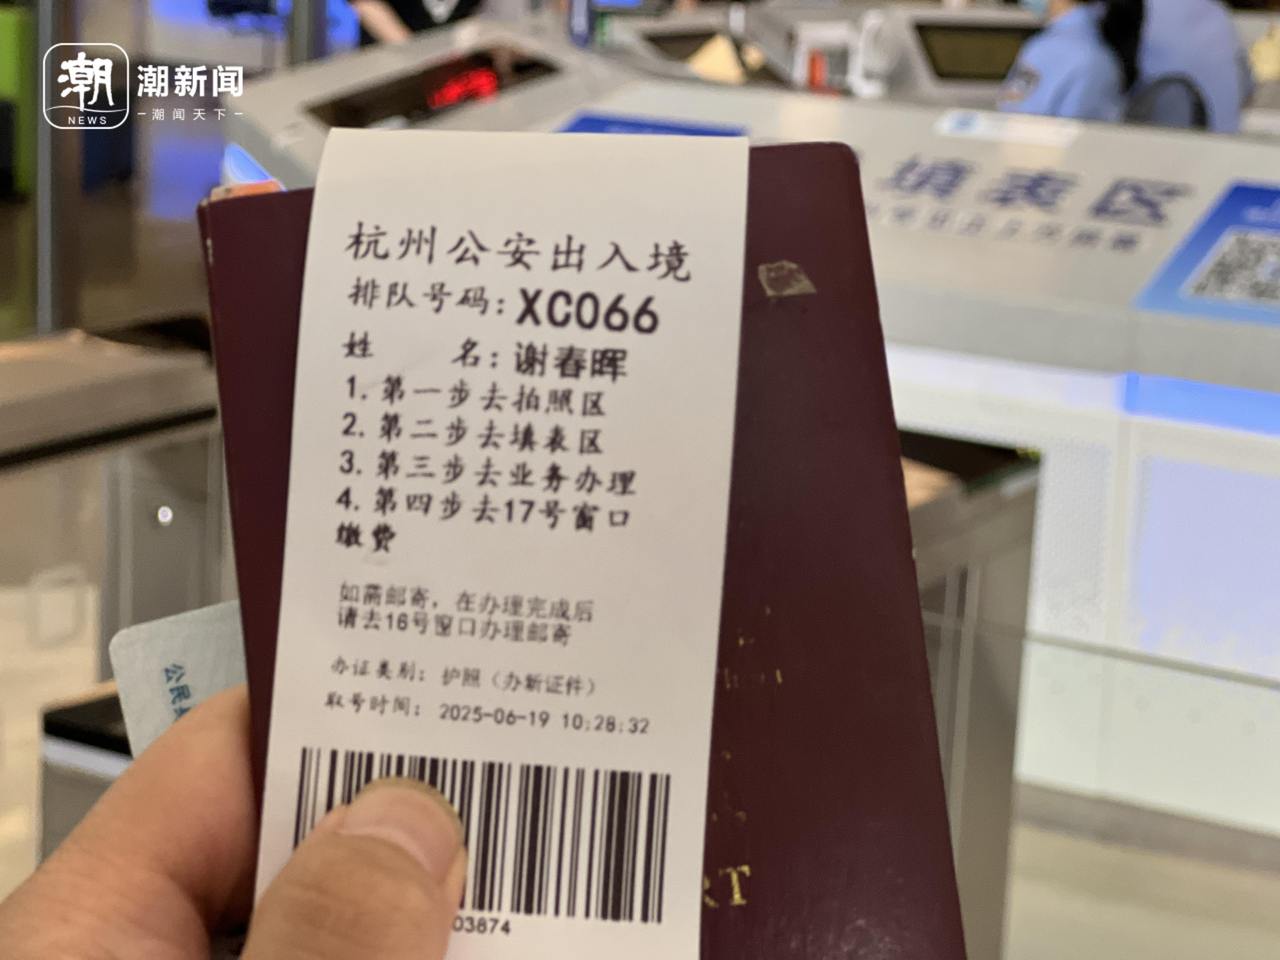 潮
NEWS
潮新闻
潮闻天下
填表区
杭州公安出入境
排队号码：XC066
姓 名：谢春晖
1. 第一步去拍照区
2. 第二步去填表区
3. 第三步去业务办理
4. 第四步去17号窗口
缴费
如需邮寄，在办理完成后
请去16号窗口办理邮寄
办证类别：护照（办新证件）
取号时间：2025-06-19 10:28:32
03874
RT
公民